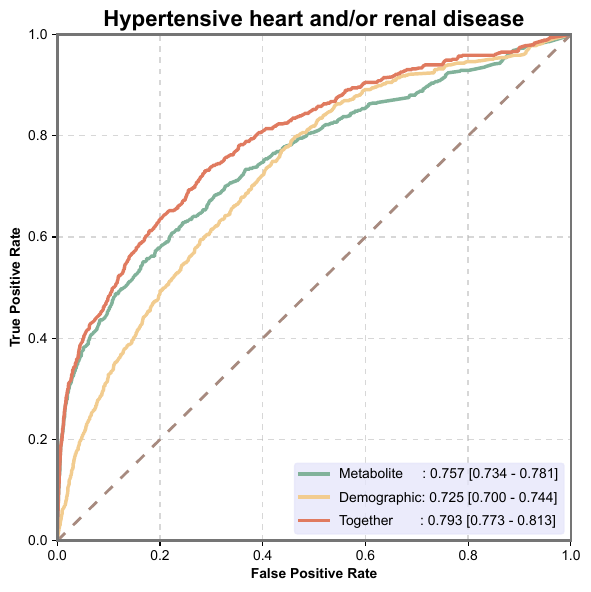 Hypertensive heart and/or renal disease
1.0
0.8
0.6
0.4
0.2
0.0
True Positive Rate
Metabolite : 0.757 [0.734 - 0.781]
Demographic: 0.725 [0.700 - 0.744]
Together : 0.793 [0.773 - 0.813]
0.0 0.2 0.4 0.6 0.8 1.0
False Positive Rate